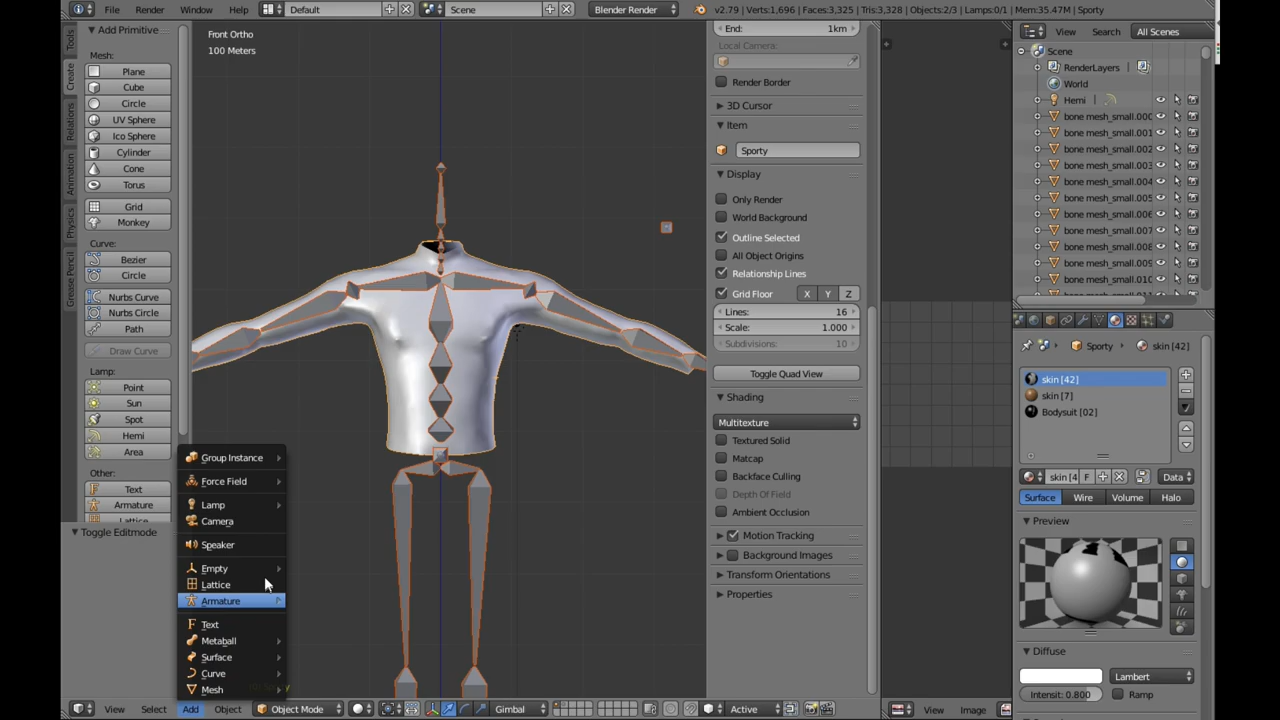 File
Render
Window
Help
Default
Scene
Blender Render
v2.79 | Verts:1,696 | Faces:3,325 | Tris:3,328 | Objects:2/3 | Lamps:0/1 | Mem:35.47M | Sporty
Tools
Create
Relations
Animation
Physics
Grease Pencil
Add Primitive
Mesh:
Plane
Cube
Circle
UV Sphere
Ico Sphere
Cylinder
Cone
Torus
Grid
Monkey
Curve:
Bezier
Circle
Nurbs Curve
Nurbs Circle
Path
Draw Curve
Lamp:
Point
Sun
Spot
Hemi
Area
Other:
Text
Armature
Lattice
Toggle Editmode
Front Ortho
100 Meters
Group Instance
Force Field
Lamp
Camera
Speaker
Empty
Lattice
Armature
Text
Metaball
Surface
Curve
Mesh
View
Select
Add
Object
Object Mode
Gimbal
Active
End: 1km
Local Camera:
Render Border
3D Cursor
Item
Sporty
Display
Only Render
World Background
Outline Selected
All Object Origins
Relationship Lines
Grid Floor X Y Z
Lines: 16
Scale: 1.000
Subdivisions: 10
Toggle Quad View
Shading
Multitexture
Textured Solid
Matcap
Backface Culling
Depth Of Field
Ambient Occlusion
Motion Tracking
Background Images
Transform Orientations
Properties
View
Image
View
Search
All Scenes
Scene
RenderLayers |
World
Hemi |
bone mesh_small.000
bone mesh_small.001
bone mesh_small.002
bone mesh_small.003
bone mesh_small.004
bone mesh_small.005
bone mesh_small.006
bone mesh_small.007
bone mesh_small.008
bone mesh_small.009
bone mesh_small.010
Sporty
skin [42]
skin [42]
skin [7]
Bodysuit [02]
skin [4
F
Data
Surface
Wire
Volume
Halo
Preview
Diffuse
Lambert
Intensit: 0.800
Ramp